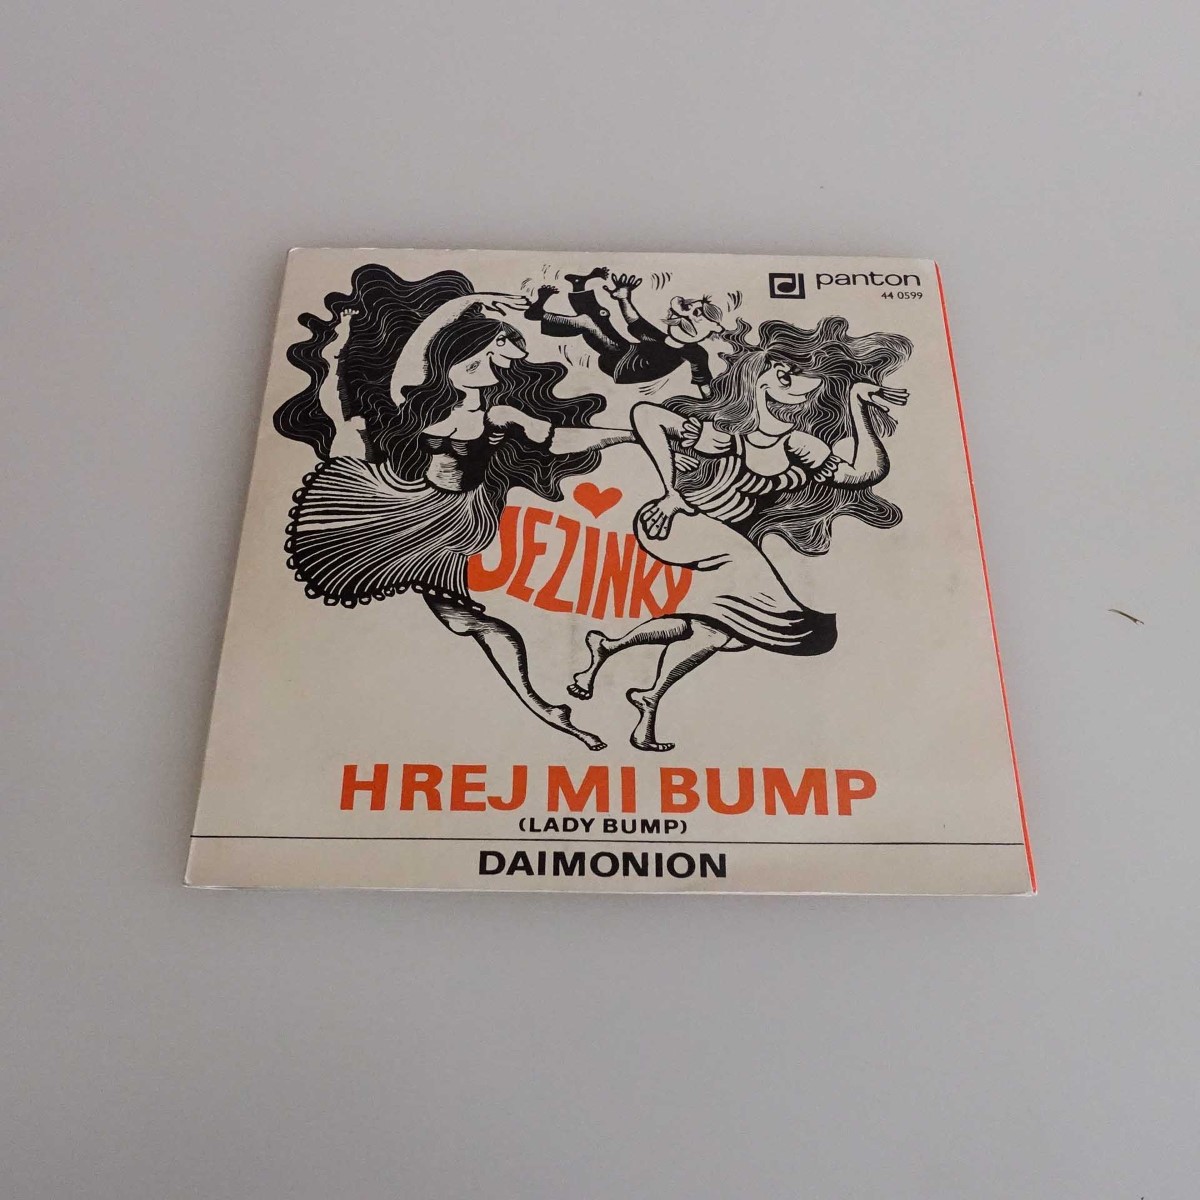 panton
44 0599
JEZINKY
HREJ MI BUMP
(LADY BUMP)
DAIMONION